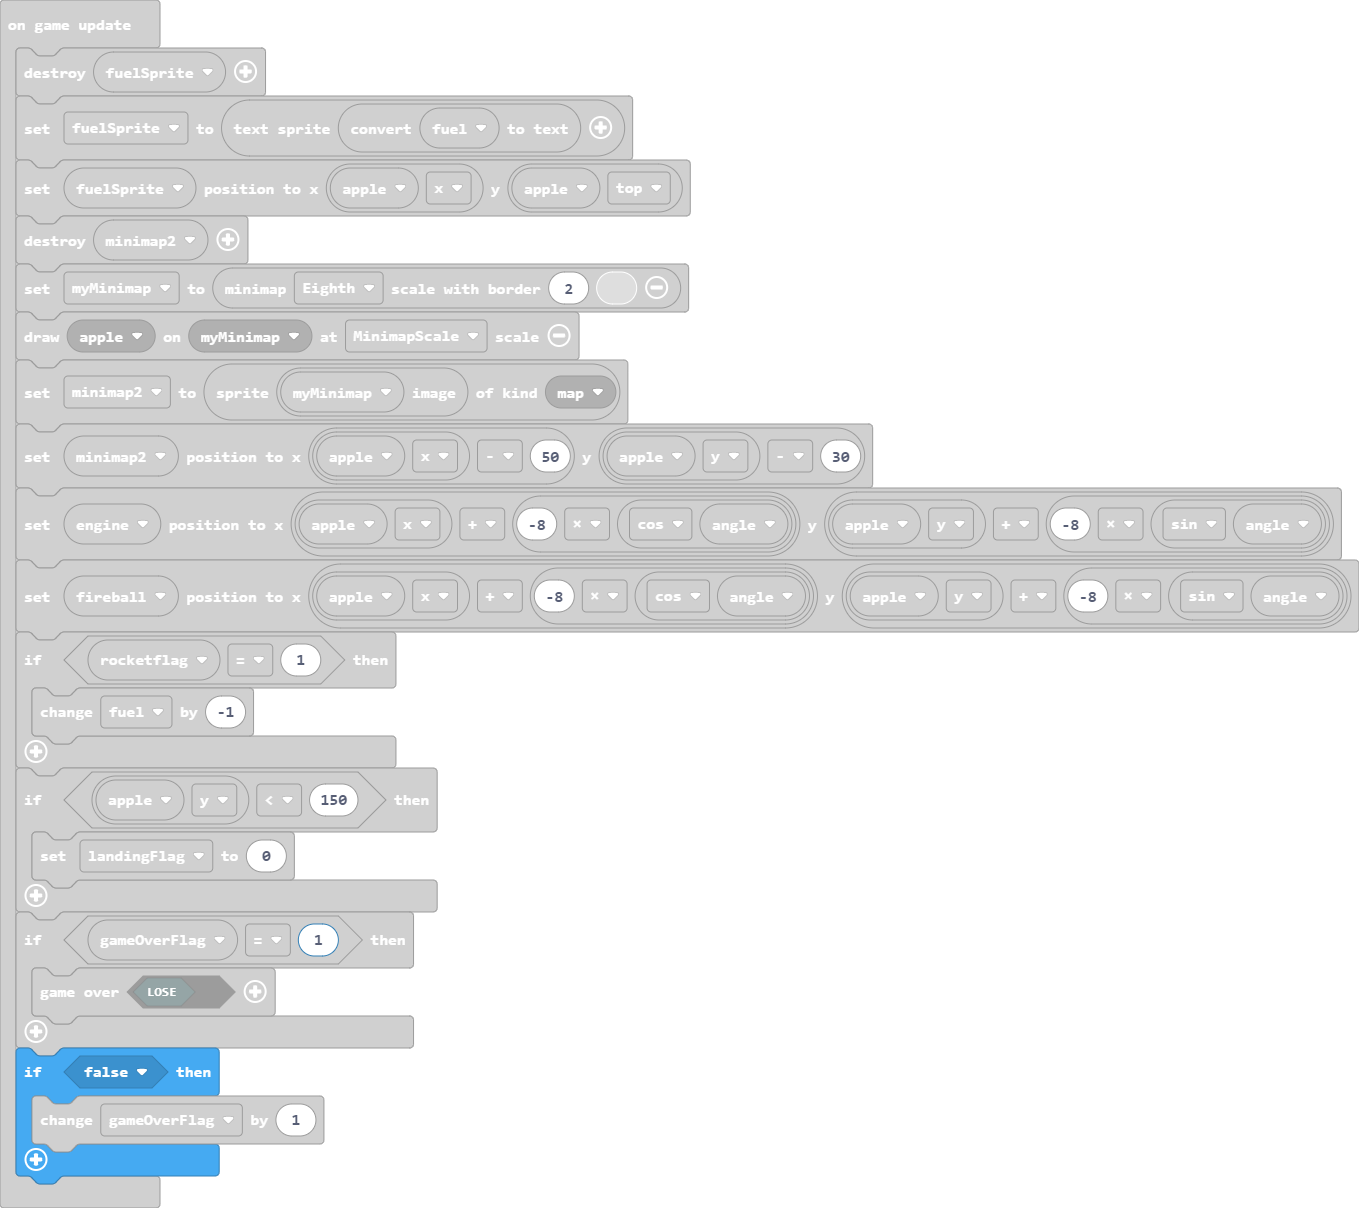 on game update
destroy fuelSprite
set fuelSprite to text sprite convert fuel to text
set fuelSprite position to x apple x y apple top
destroy minimap2
set myMinimap to minimap Eighth scale with border 2
draw apple on myMinimap at MinimapScale scale
set minimap2 to sprite myMinimap image of kind map
set minimap2 position to x apple x - 50 y apple y - 30
set engine position to x apple x + -8 × cos angle y apple y + -8 × sin angle
set fireball position to x apple x + -8 × cos angle y apple y + -8 × sin angle
if rocketflag = 1 then
change fuel by -1
if apple y < 150 then
set landingFlag to 0
if gameOverFlag = 1 then
game over LOSE
if false then
change gameOverFlag by 1